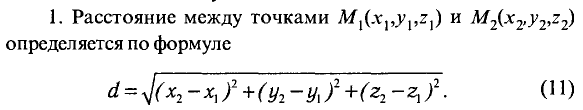 1. Расстояние между точками M₁(x₁,y₁,z₁) и M₂(x₂,y₂,z₂)
определяется по формуле
d = √((x₂ − x₁)² + (y₂ − y₁)² + (z₂ − z₁)²). (11)